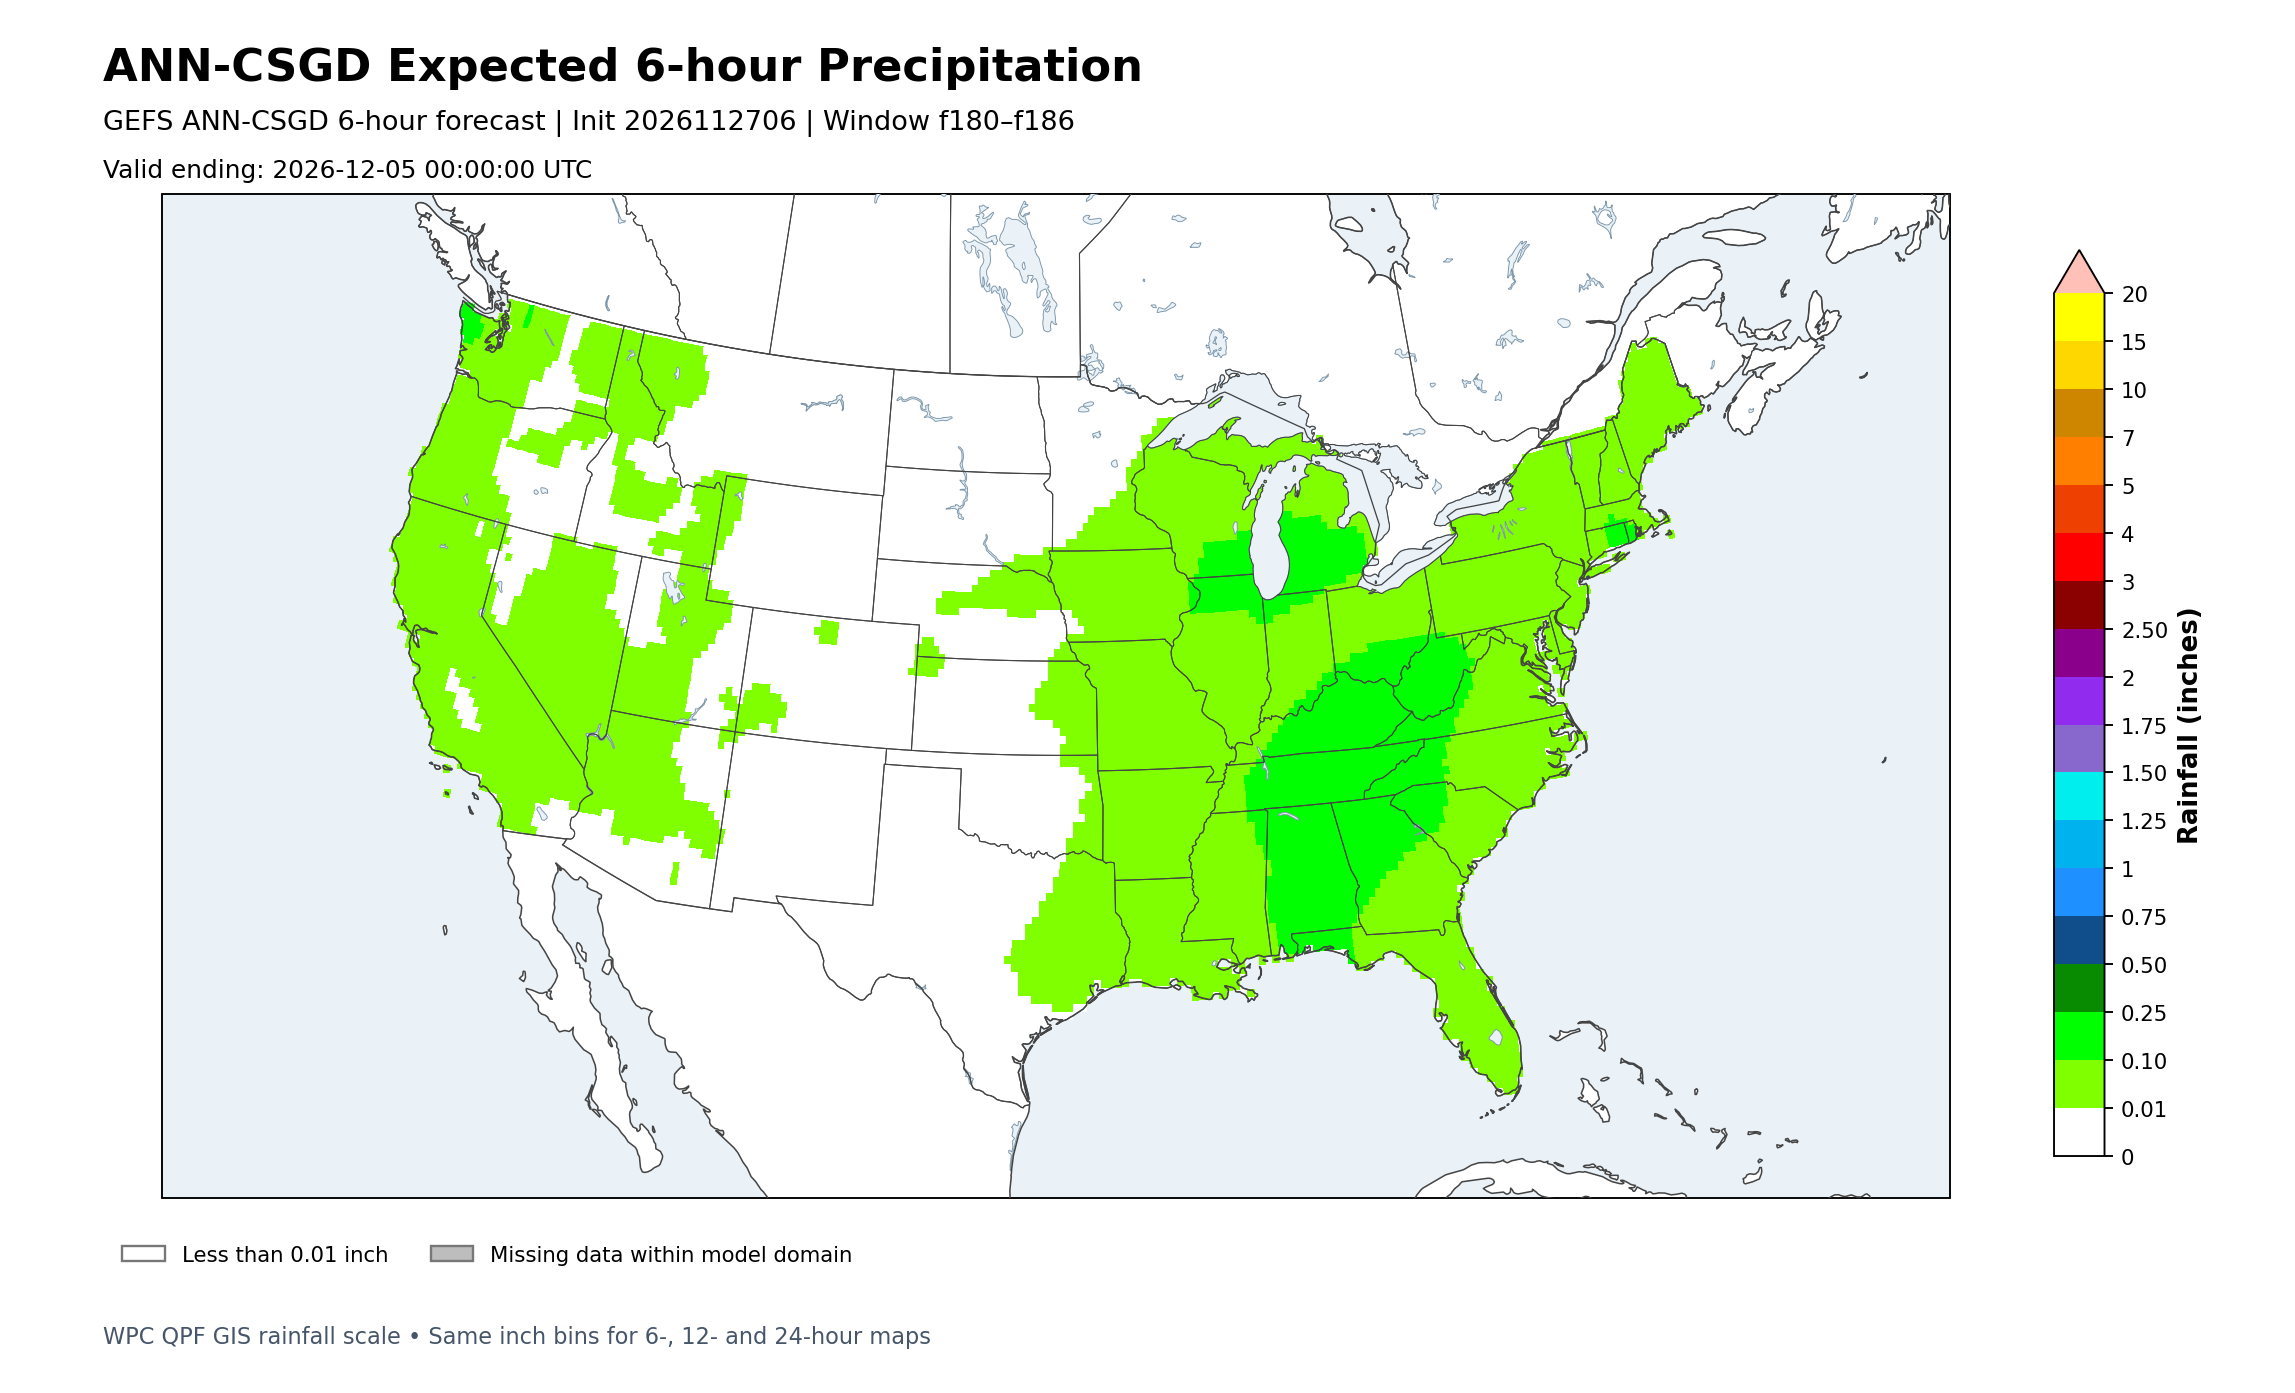 ANN-CSGD Expected 6-hour Precipitation
GEFS ANN-CSGD 6-hour forecast | Init 2026112706 | Window f180–f186
Valid ending: 2026-12-05 00:00:00 UTC
20
15
10
7
5
4
3
2.50
2
1.75
1.50
1.25
1
0.75
0.50
0.25
0.10
0.01
0
Rainfall (inches)
Less than 0.01 inch
Missing data within model domain
WPC QPF GIS rainfall scale • Same inch bins for 6-, 12- and 24-hour maps